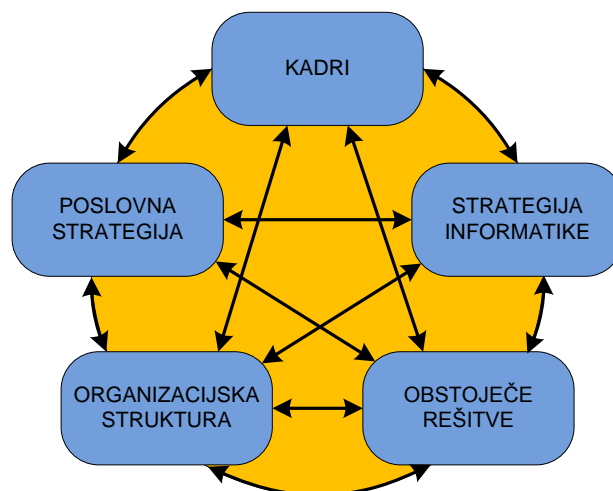 KADRI
POSLOVNA
STRATEGIJA
STRATEGIJA
INFORMATIKE
ORGANIZACIJSKA
STRUKTURA
OBSTOJEČE
REŠITVE